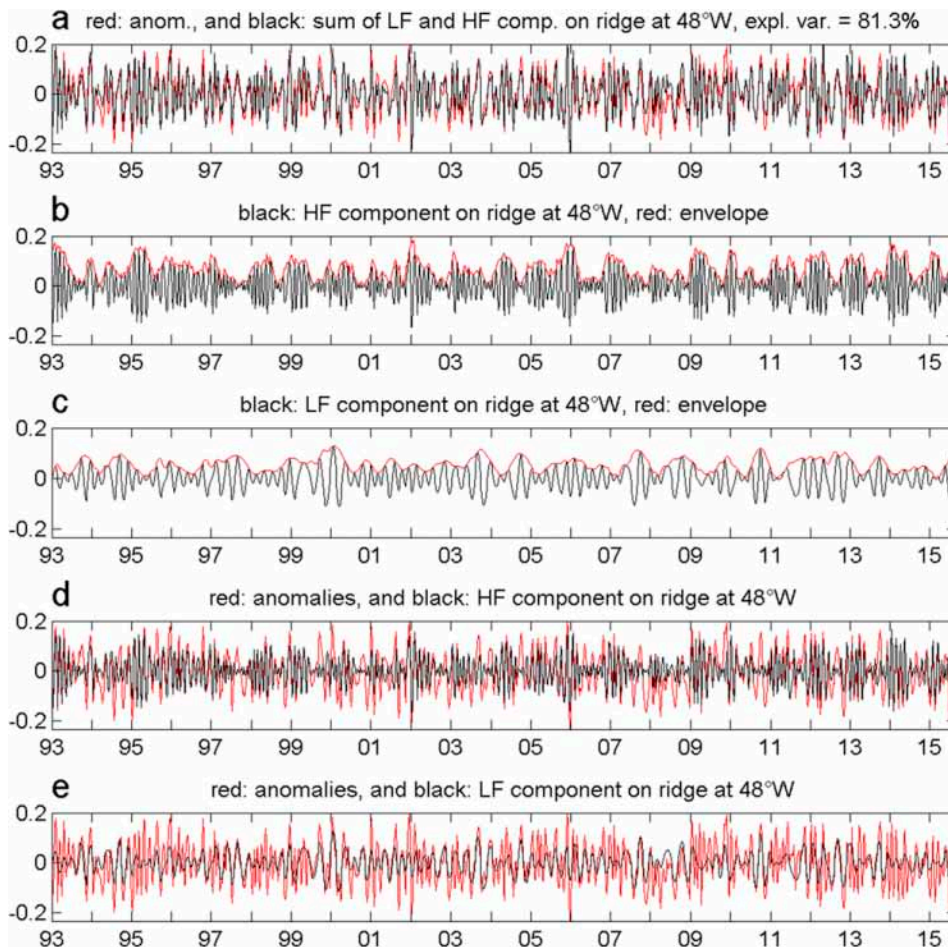 a red: anom., and black: sum of LF and HF comp. on ridge at 48°W, expl. var. = 81.3%
0.2
0
-0.2
93 95 97 99 01 03 05 07 09 11 13 15
b black: HF component on ridge at 48°W, red: envelope
0.2
0
-0.2
93 95 97 99 01 03 05 07 09 11 13 15
c black: LF component on ridge at 48°W, red: envelope
0.2
0
-0.2
93 95 97 99 01 03 05 07 09 11 13 15
d red: anomalies, and black: HF component on ridge at 48°W
0.2
0
-0.2
93 95 97 99 01 03 05 07 09 11 13 15
e red: anomalies, and black: LF component on ridge at 48°W
0.2
0
-0.2
93 95 97 99 01 03 05 07 09 11 13 15